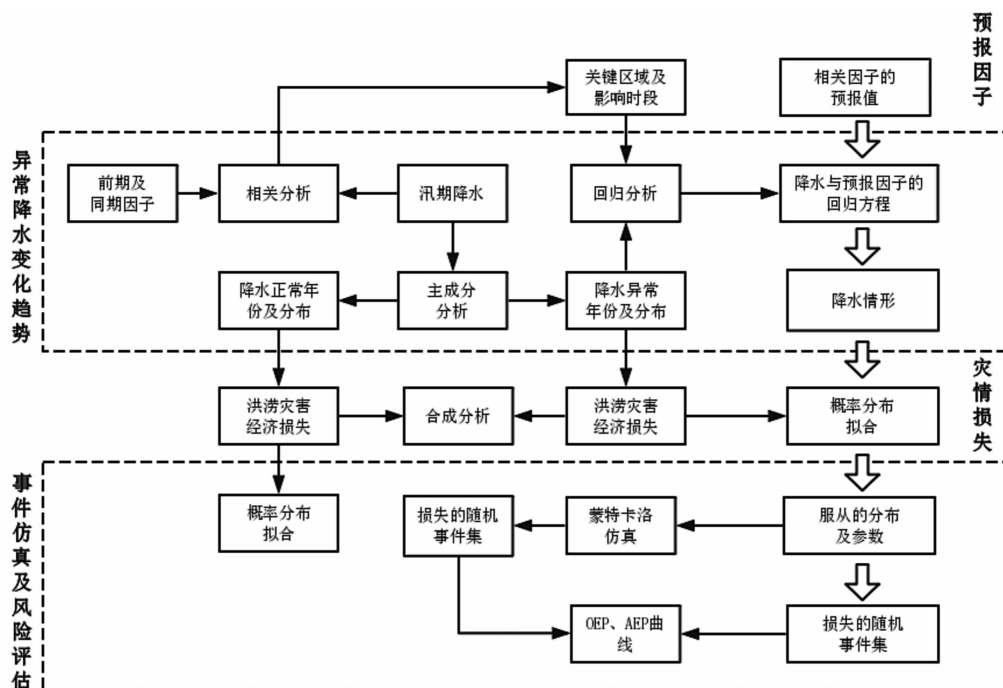 预报因子
关键区域及
影响时段
相关因子的
预报值
异常降水变化趋势
前期及
同期因子
相关分析
汛期降水
回归分析
降水与预报因子的
回归方程
降水正常年
份及分布
主成分
分析
降水异常
年份及分布
降水情形
灾情损失
洪涝灾害
经济损失
合成分析
洪涝灾害
经济损失
概率分布
拟合
事件仿真及风险评估
概率分布
拟合
损失的随机
事件集
蒙特卡洛
仿真
服从的分布
及参数
OEP、AEP曲
线
损失的随机
事件集